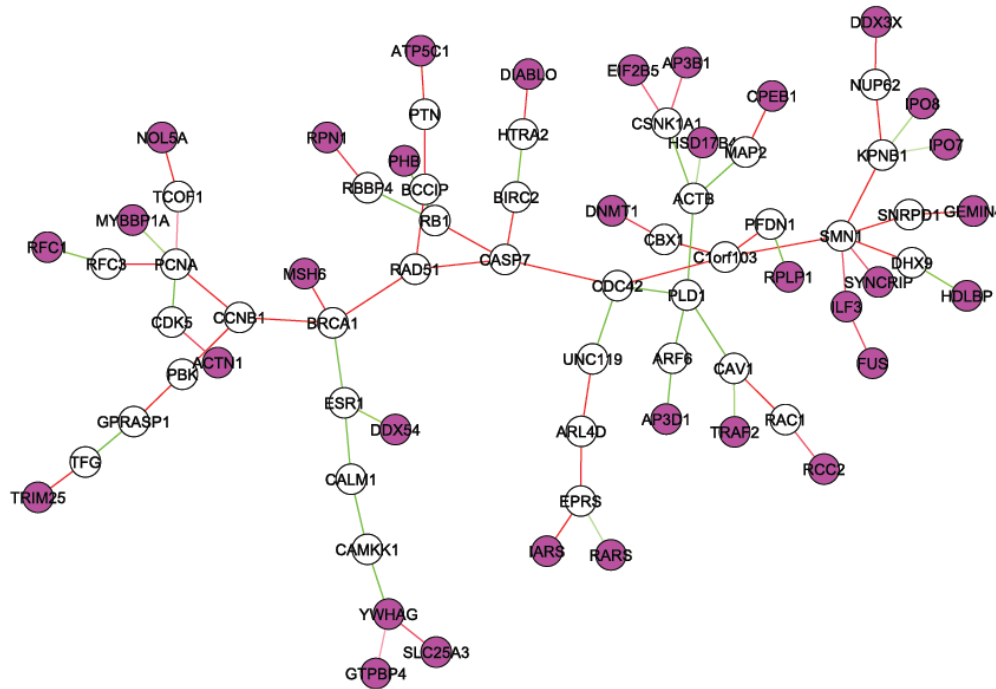 DDX3X
ATP5C1
EIF2B5
AP3B1
DIABLO
NUP62
CPEB1
IPO8
PTN
CSNK1A1
HTRA2
NOL5A
RPN1
HSD17B4
IPO7
MAP2
KPNB1
PHB
TCOF1
RBBP4
BCCIP
BIRC2
ACTB
DNMT1
PFDN1
SNRPD1
GEMIN4
MYBBP1A
RB1
CBX1
SMN1
RFC1
RFC3
PCNA
RAD51
CASP7
C1orf103
DHX9
MSH6
RPLP1
SYNCRIP
CDC42
PLD1
HDLBP
CDK5
CCNB1
BRCA1
ILF3
ACTN1
UNC119
ARF6
CAV1
FUS
PBK
ESR1
GPRASP1
DDX54
ARL4D
AP3D1
TRAF2
RAC1
TFG
RCC2
TRIM25
CALM1
EPRS
CAMKK1
IARS
RARS
YWHAG
SLC25A3
GTPBP4